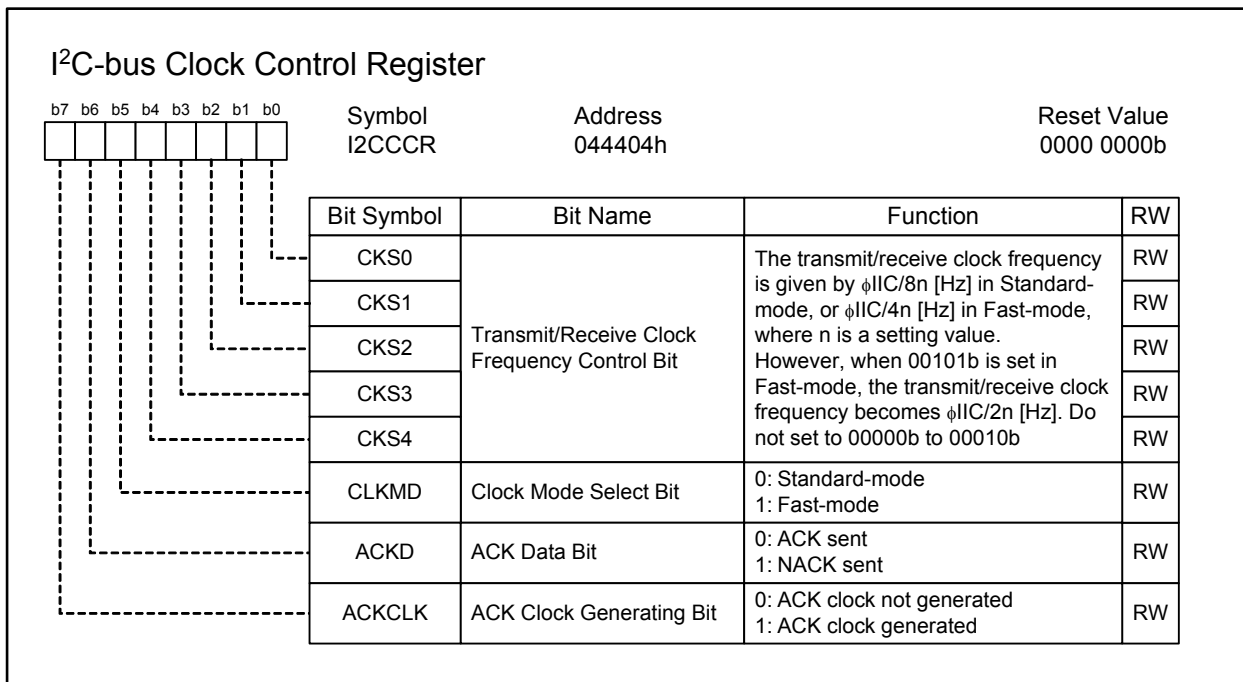 I²C-bus Clock Control Register
b7 b6 b5 b4 b3 b2 b1 b0
Symbol Address Reset Value
I2CCCR 044404h 0000 0000b
Bit Symbol Bit Name Function RW
CKS0 RW
CKS1 RW
CKS2 RW
CKS3 RW
CKS4 RW
Transmit/Receive Clock
Frequency Control Bit
The transmit/receive clock frequency
is given by ϕIIC/8n [Hz] in Standard-
mode, or ϕIIC/4n [Hz] in Fast-mode,
where n is a setting value.
However, when 00101b is set in
Fast-mode, the transmit/receive clock
frequency becomes ϕIIC/2n [Hz]. Do
not set to 00000b to 00010b
CLKMD Clock Mode Select Bit 0: Standard-mode RW
1: Fast-mode
ACKD ACK Data Bit 0: ACK sent RW
1: NACK sent
ACKCLK ACK Clock Generating Bit 0: ACK clock not generated RW
1: ACK clock generated